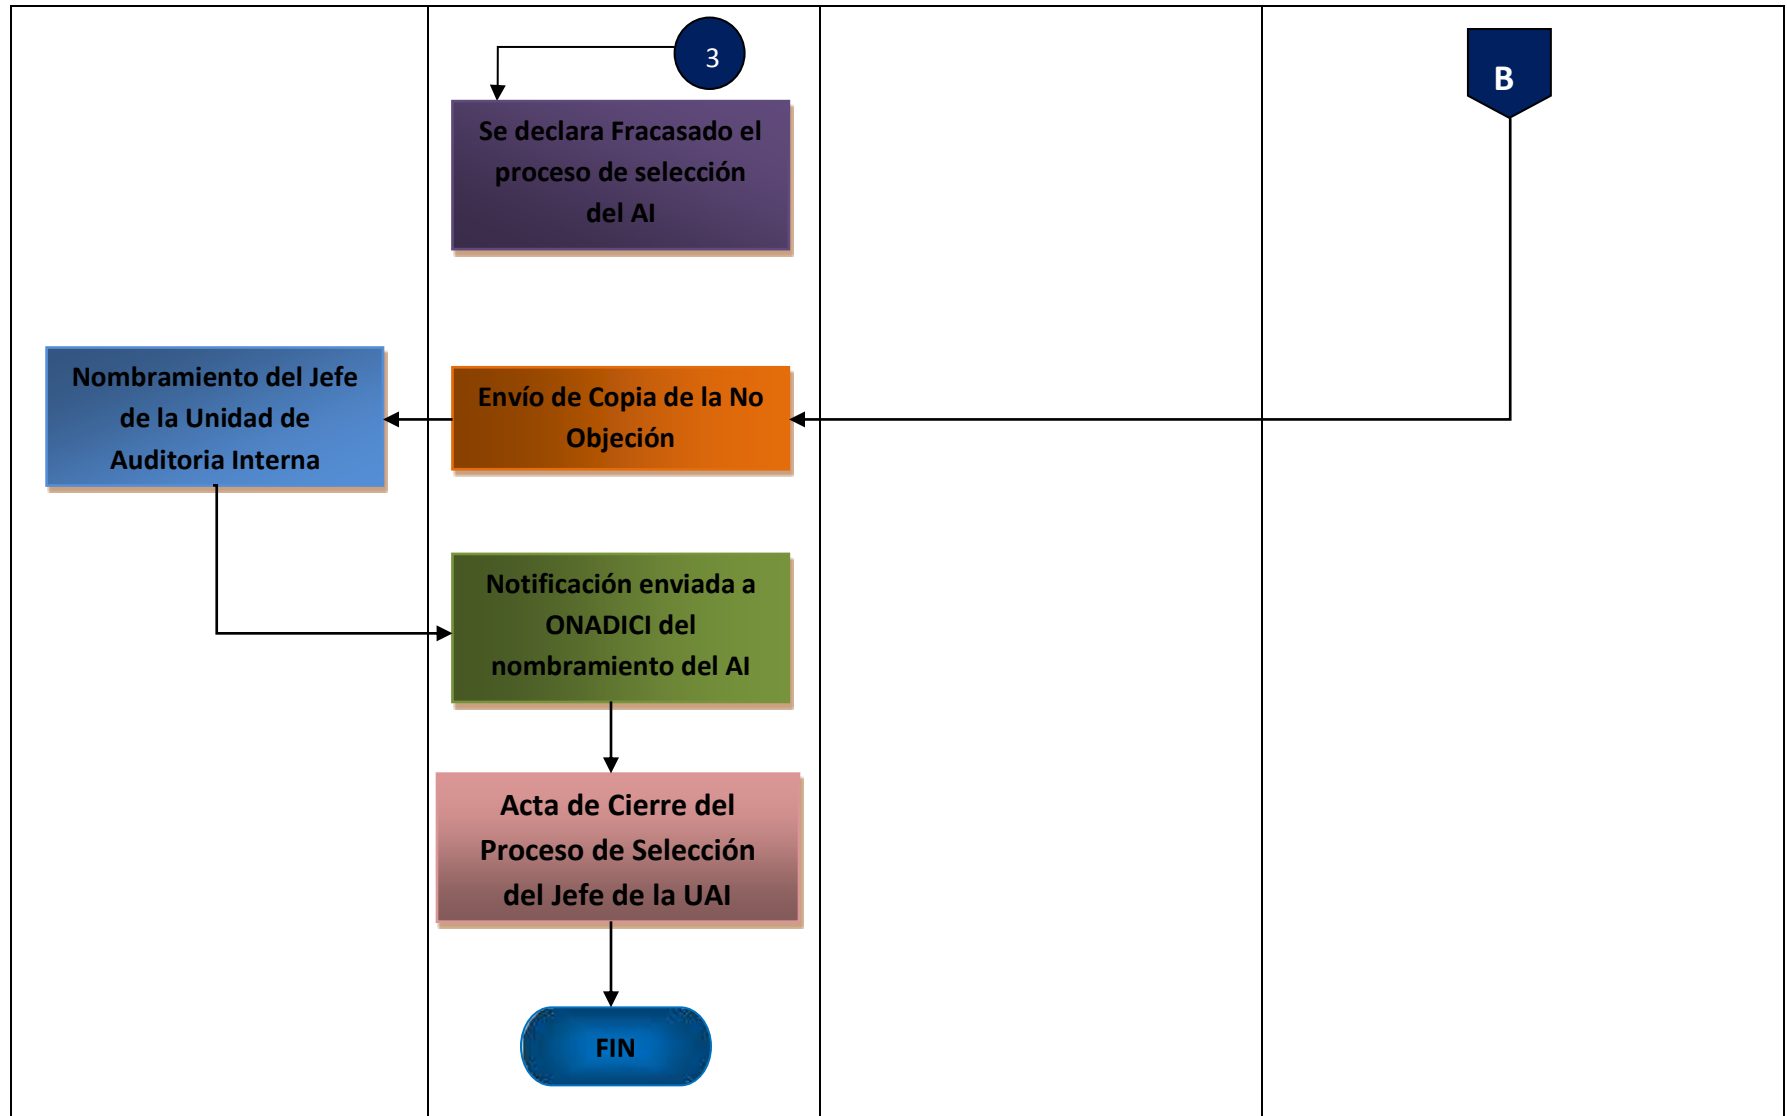 3
B
Se declara Fracasado el
proceso de selección
del AI
Nombramiento del Jefe
de la Unidad de
Auditoria Interna
Envío de Copia de la No
Objeción
Notificación enviada a
ONADICI del
nombramiento del AI
Acta de Cierre del
Proceso de Selección
del Jefe de la UAI
FIN